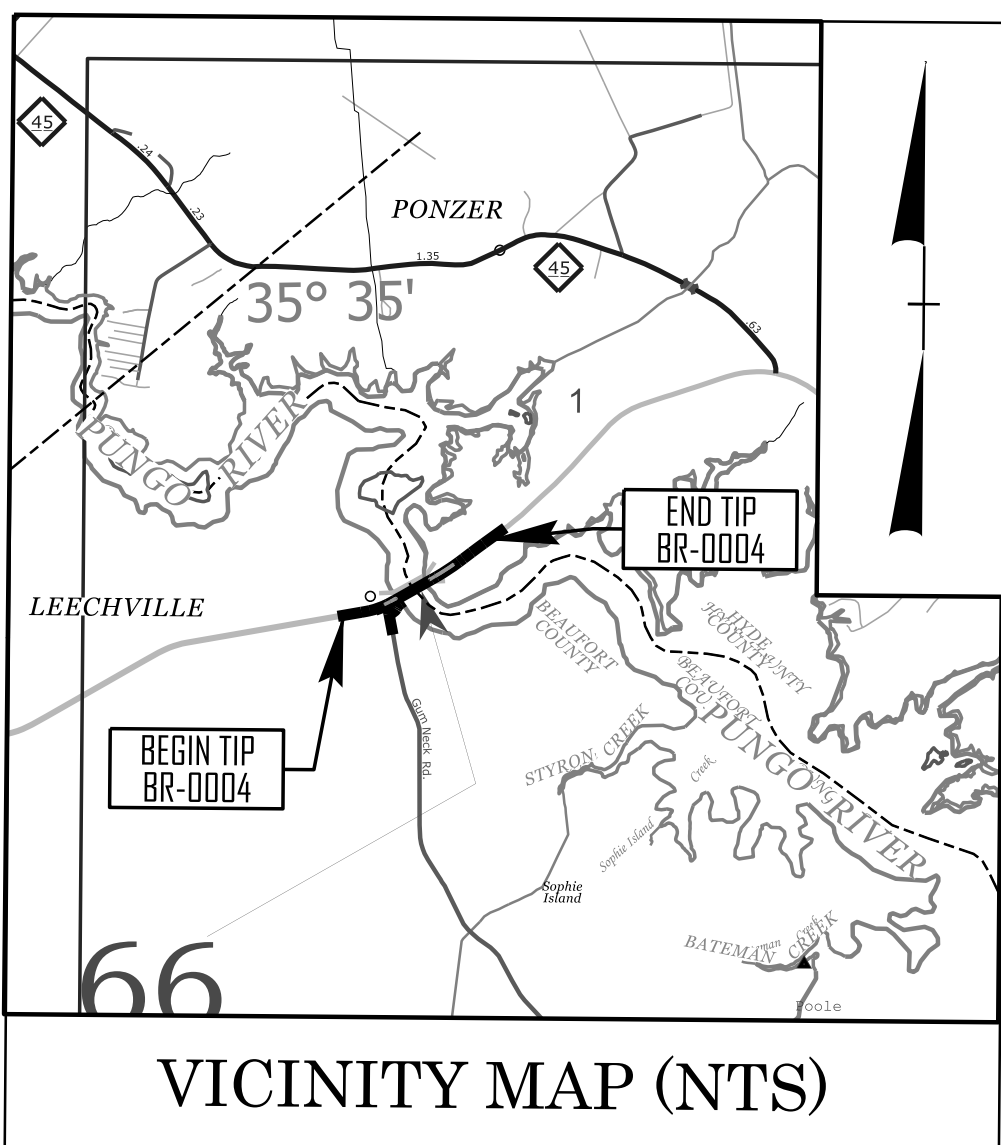 45
.24
.23
PONZER
1.35
45
35° 35'
.63
1
PUNGO RIVER
END TIP
BR-0004
LEECHVILLE
BEAUFORT
COUNTY
HYDE
COUNTY
BEAUFORT
PUNGO RIVER
Gum Neck Rd.
BEGIN TIP
BR-0004
STYRON CREEK
Creek
Sophie Island
Sophie
Island
BATEMAN CREEK
Creek
66
Poole
VICINITY MAP (NTS)